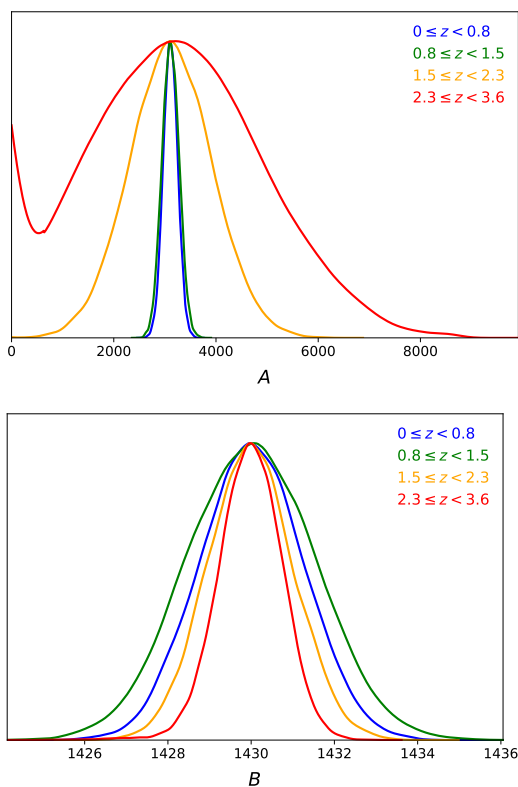 0 ≤ z < 0.8
0.8 ≤ z < 1.5
1.5 ≤ z < 2.3
2.3 ≤ z < 3.6
0 2000 4000 6000 8000
A
0 ≤ z < 0.8
0.8 ≤ z < 1.5
1.5 ≤ z < 2.3
2.3 ≤ z < 3.6
1426 1428 1430 1432 1434 1436
B